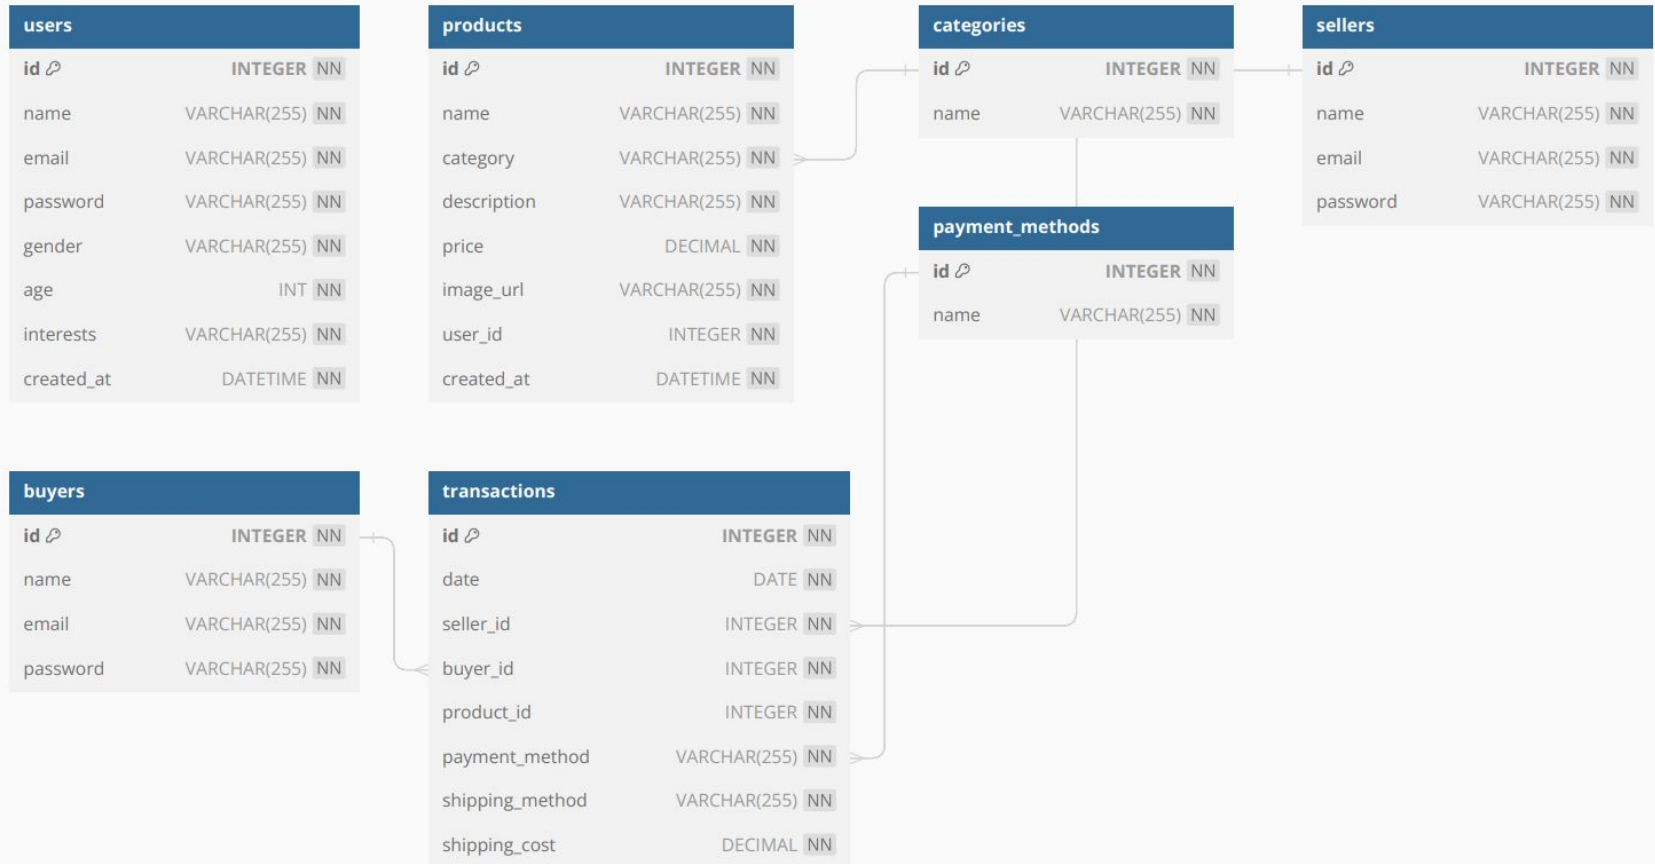 users
id INTEGER NN
name VARCHAR(255) NN
email VARCHAR(255) NN
password VARCHAR(255) NN
gender VARCHAR(255) NN
age INT NN
interests VARCHAR(255) NN
created_at DATETIME NN
products
id INTEGER NN
name VARCHAR(255) NN
category VARCHAR(255) NN
description VARCHAR(255) NN
price DECIMAL NN
image_url VARCHAR(255) NN
user_id INTEGER NN
created_at DATETIME NN
categories
id INTEGER NN
name VARCHAR(255) NN
payment_methods
id INTEGER NN
name VARCHAR(255) NN
sellers
id INTEGER NN
name VARCHAR(255) NN
email VARCHAR(255) NN
password VARCHAR(255) NN
buyers
id INTEGER NN
name VARCHAR(255) NN
email VARCHAR(255) NN
password VARCHAR(255) NN
transactions
id INTEGER NN
date DATE NN
seller_id INTEGER NN
buyer_id INTEGER NN
product_id INTEGER NN
payment_method VARCHAR(255) NN
shipping_method VARCHAR(255) NN
shipping_cost DECIMAL NN